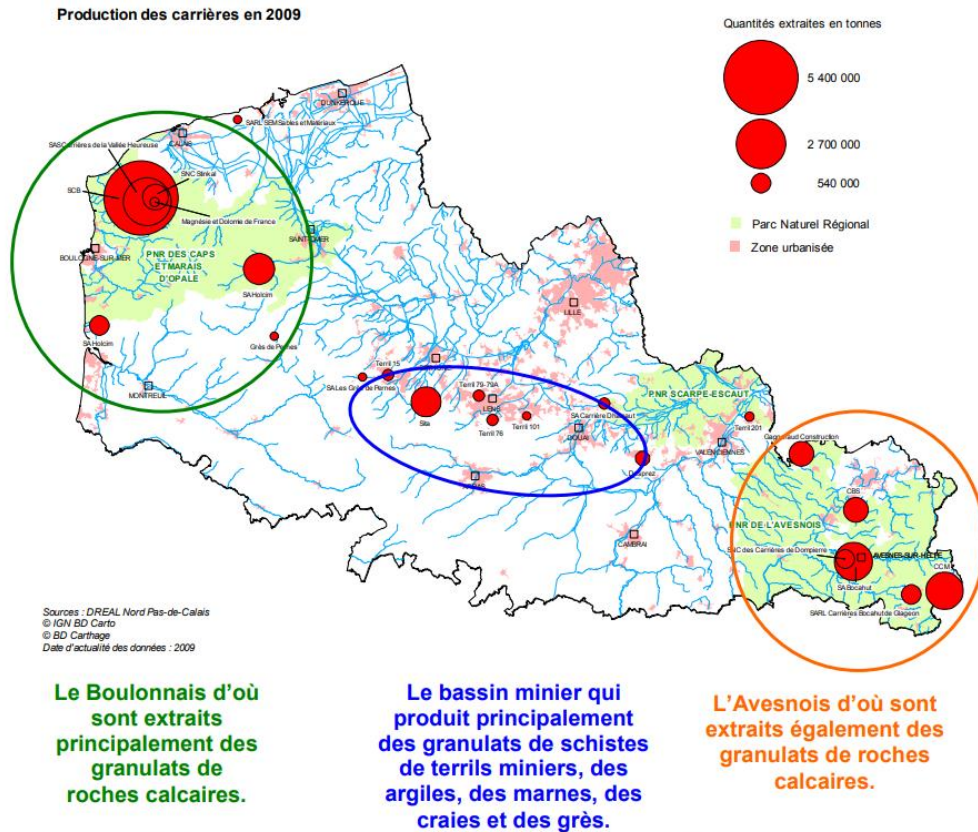 Production des carrières en 2009
Quantités extraites en tonnes
5 400 000
2 700 000
540 000
Parc Naturel Régional
Zone urbanisée
DUNKERQUE
SARL SEM Sables et Matériaux
CALAIS
SAS Carrières de la Vallée Heureuse
SNC Stinkal
SCB
Magnésie et Dolomie de France
SAINT-OMER
BOULOGNE-SUR-MER
PNR DES CAPS
ET MARAIS
D'OPALE
SA Holcim
SA Holcim
Grès de Pernes
LILLE
MONTREUIL
Terril 15
SA Les Grès de Pernes
Sita
Terril 79-79A
LENS
Terril 76
Terril 101
DOUAI
PNR SCARPE-ESCAUT
Terril 201
VALENCIENNES
CAMBRAI
Gagneraud Construction
CBS
PNR DE L'AVESNOIS
SNC des Carrières de Dompierre
AVESNES-SUR-HELPE
SA Bocahut
CCM
SARL Carrières Bocahut de Glageon
Sources : DREAL Nord Pas-de-Calais
© IGN BD Carto
© BD Carthage
Date d'actualité des données : 2009
Le Boulonnais d'où
sont extraits
principalement des
granulats de
roches calcaires.
Le bassin minier qui
produit principalement
des granulats de schistes
de terrils miniers, des
argiles, des marnes, des
craies et des grès.
L'Avesnois d'où sont
extraits également des
granulats de roches
calcaires.